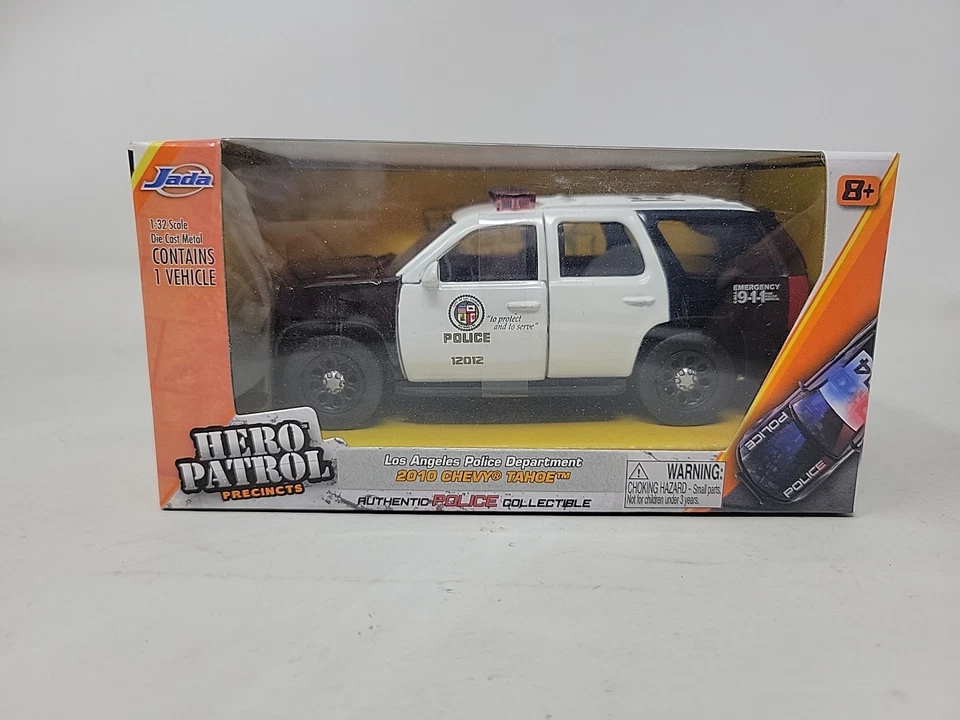 Jada
1:32 Scale
Die Cast Metal
CONTAINS
1 VEHICLE
8+
EMERGENCY
911
"to protect
and to serve"
POLICE
12012
HERO
PATROL
PRECINCTS
Los Angeles Police Department
2010 CHEVY® TAHOE™
AUTHENTIC POLICE COLLECTIBLE
WARNING:
CHOKING HAZARD - Small parts.
Not for children under 3 years.
POLICE
POLICE